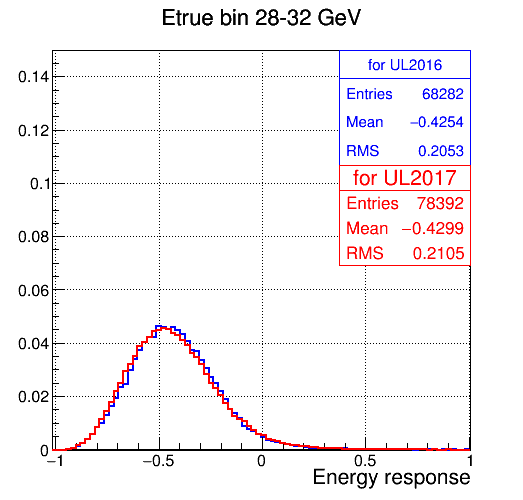 Etrue bin 28-32 GeV
for UL2016
Entries 68282
Mean −0.4254
RMS 0.2053
for UL2017
Entries 78392
Mean −0.4299
RMS 0.2105
0.14
0.12
0.1
0.08
0.06
0.04
0.02
0
−1 −0.5 0 0.5 1
Energy response